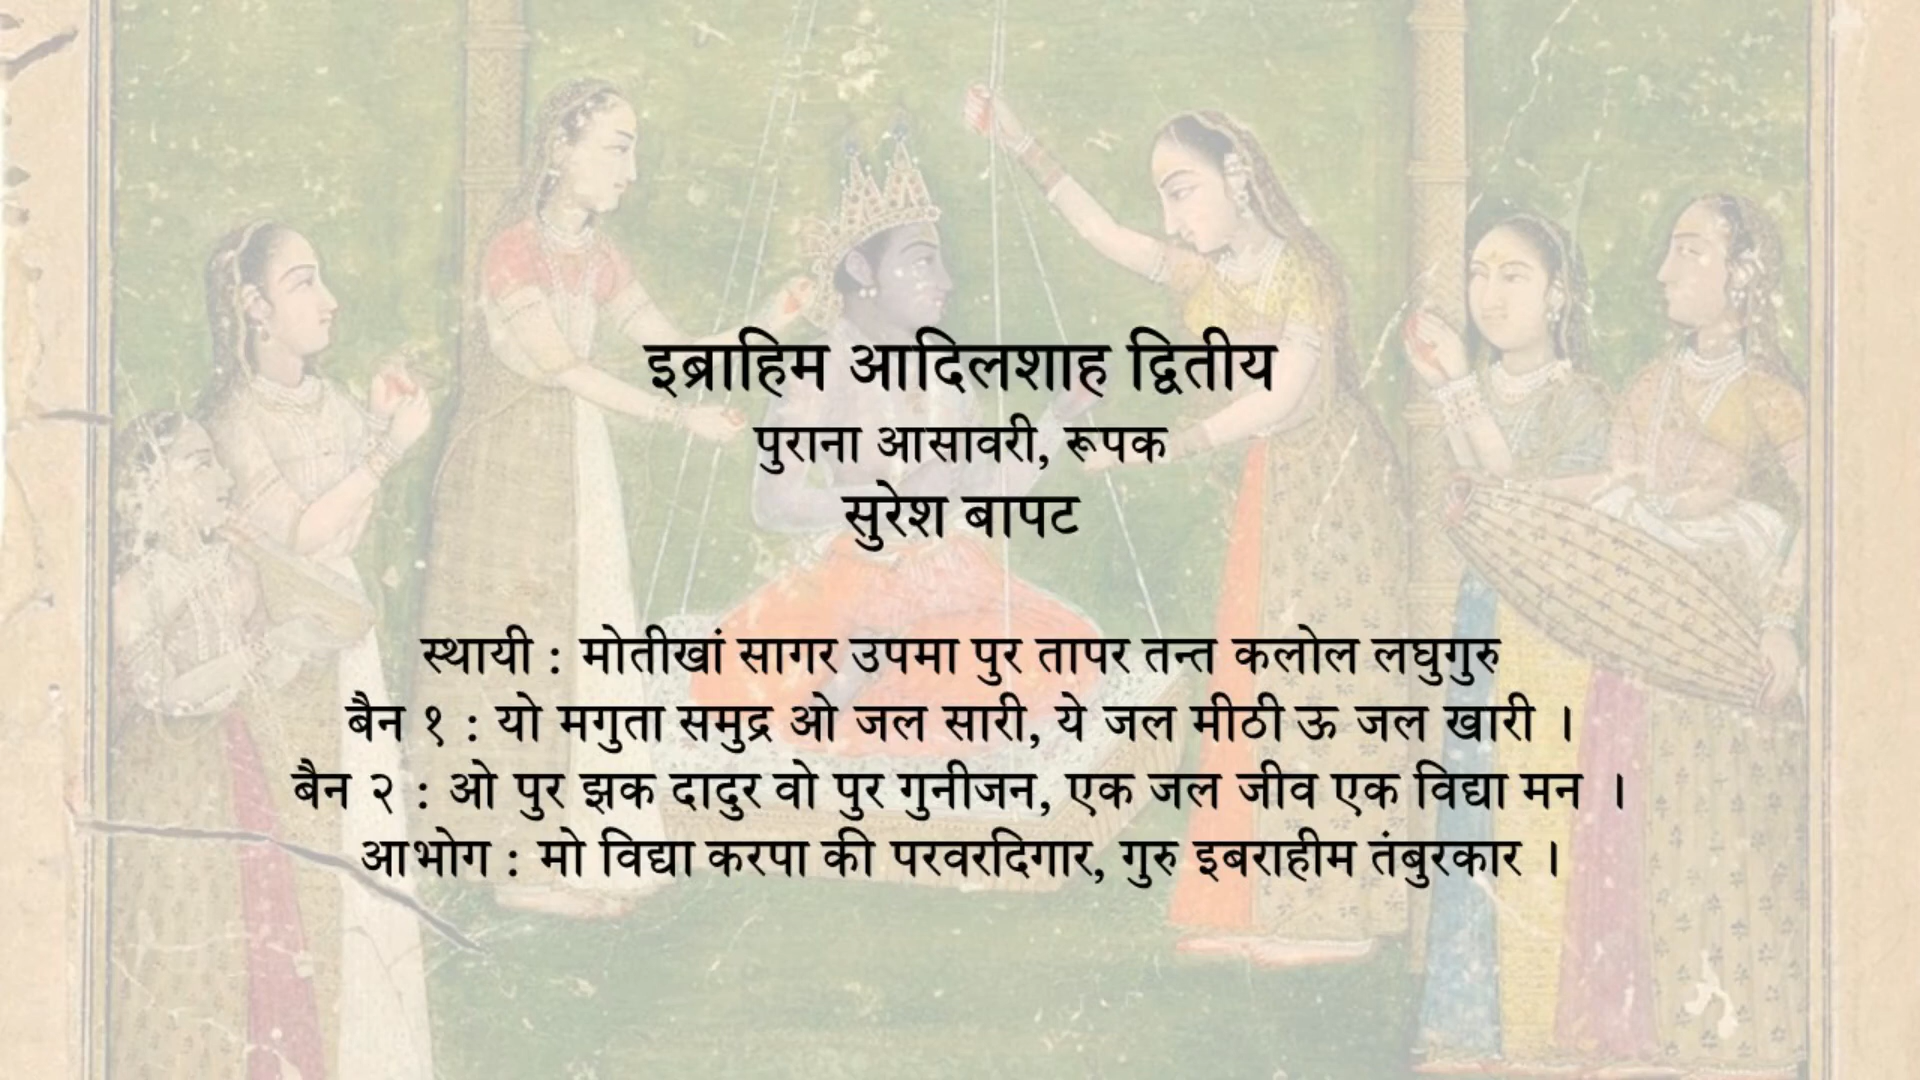 इब्राहिम आदिलशाह द्वितीय
पुराना आसावरी, रूपक
सुरेश बापट
स्थायी : मोतीखां सागर उपमा पुर तापर तन्त कलोल लघुगुरु
बैन १ : यो मगुता समुद्र ओ जल सारी, ये जल मीठी ऊ जल खारी ।
बैन २ : ओ पुर झक दादुर वो पुर गुनीजन, एक जल जीव एक विद्या मन ।
आभोग : मो विद्या करपा की परवरदिगार, गुरु इबराहीम तंबुरकार ।